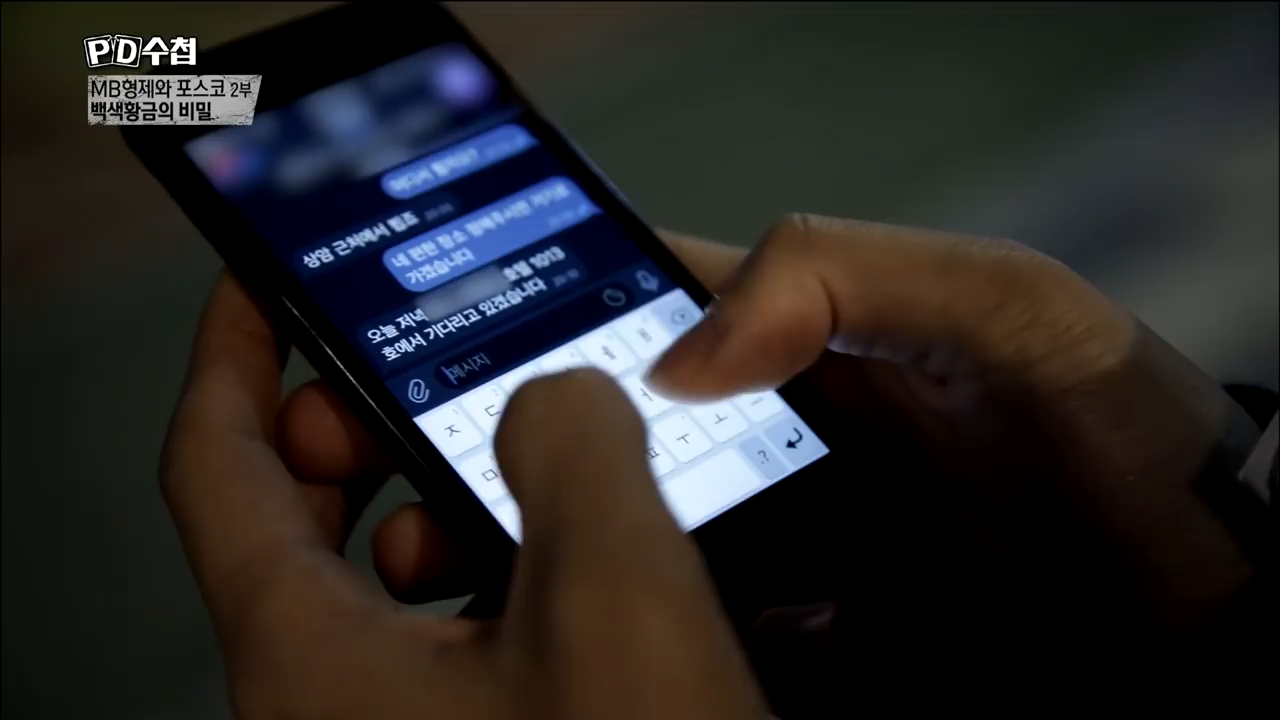 PD수첩
MB형제와 포스코 2부
백색황금의 비밀
상암 근처에서 뵙죠
네 편한 장소 말해주시면 거기로
가겠습니다
오늘 저녁 호텔 1013
호에서 기다리고 있겠습니다
메시지
ㅈ ㄷ ㅔ
ㅁ ㅓ
ㅍ ㅜ ㅗ ㅡ
?